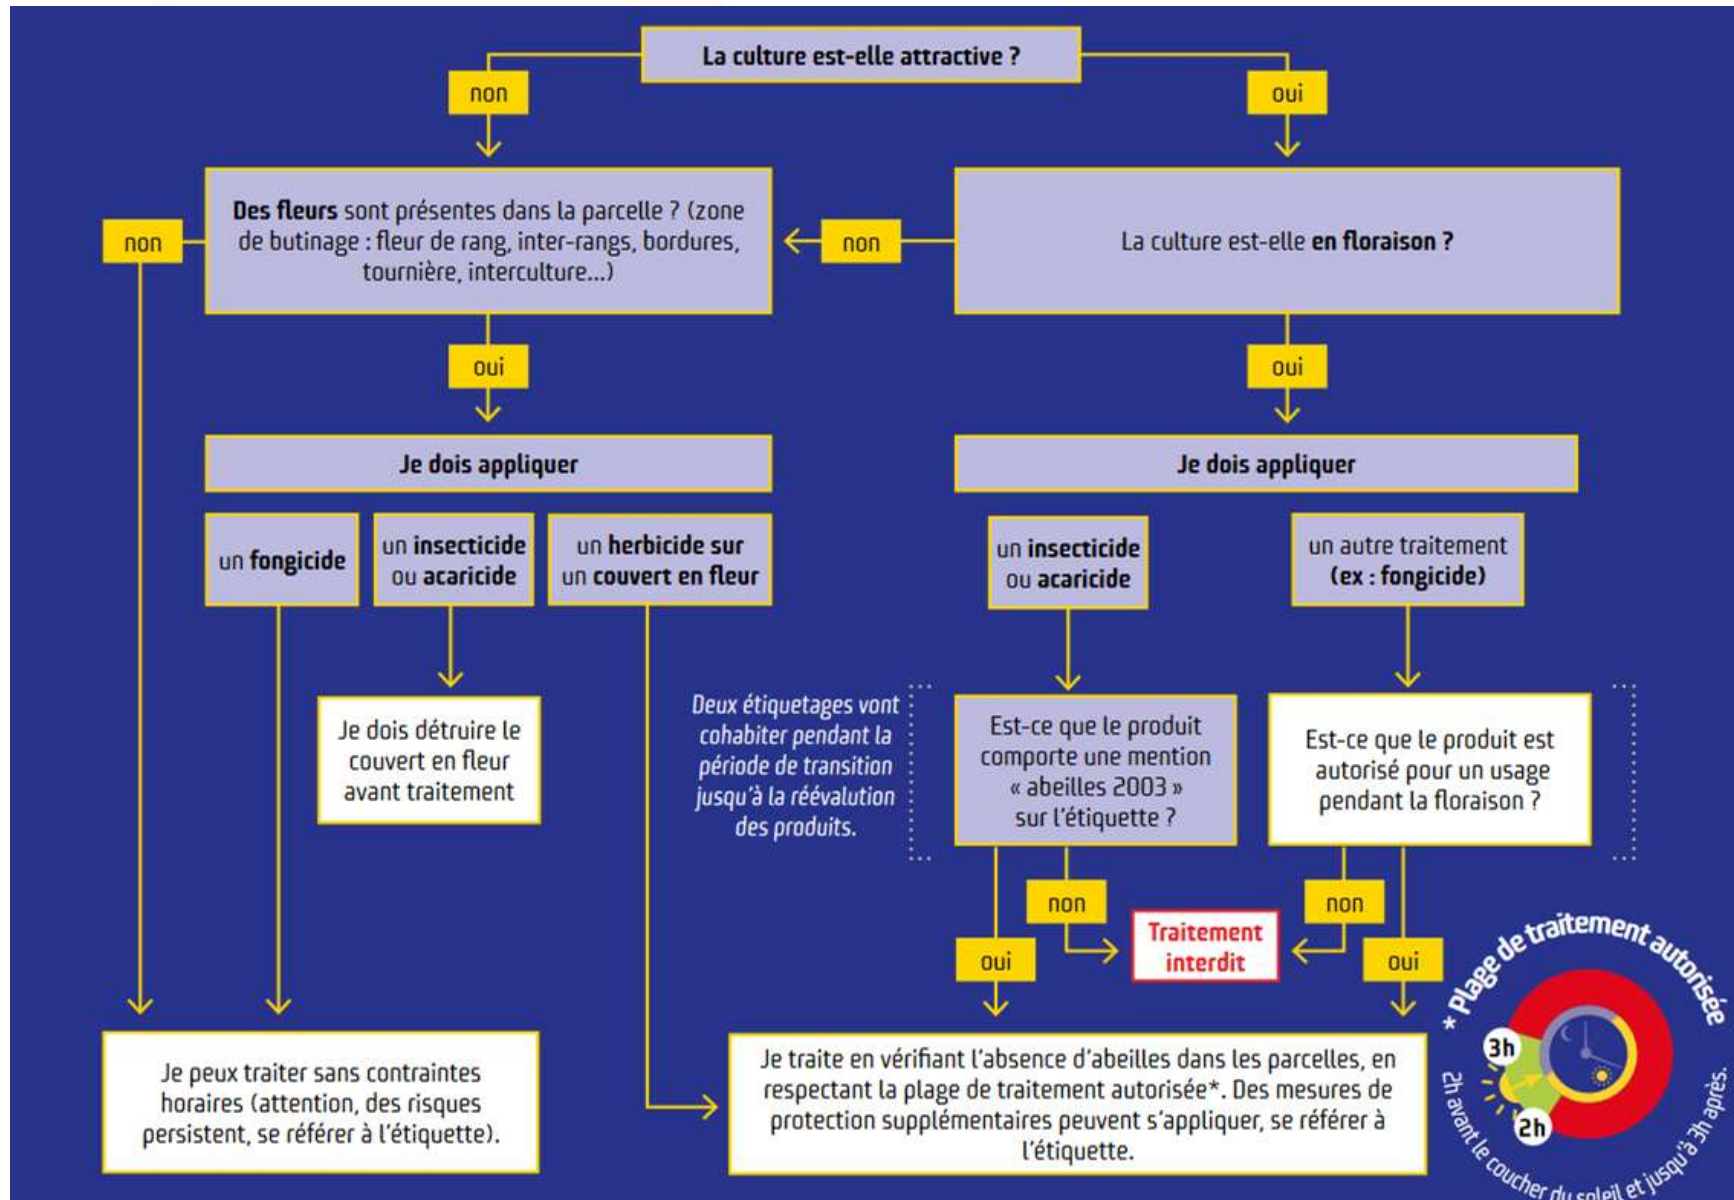 La culture est-elle attractive ?
non
oui
Des fleurs sont présentes dans la parcelle ? (zone
de butinage : fleur de rang, inter-rangs, bordures,
tournière, interculture...)
non
non
La culture est-elle en floraison ?
oui
oui
Je dois appliquer
Je dois appliquer
un fongicide
un insecticide
ou acaricide
un herbicide sur
un couvert en fleur
un insecticide
ou acaricide
un autre traitement
(ex : fongicide)
Je dois détruire le
couvert en fleur
avant traitement
Deux étiquetages vont
cohabiter pendant la
période de transition
jusqu'à la réévalution
des produits.
Est-ce que le produit
comporte une mention
« abeilles 2003 »
sur l'étiquette ?
Est-ce que le produit est
autorisé pour un usage
pendant la floraison ?
non
non
Traitement
interdit
oui
oui
Je peux traiter sans contraintes
horaires (attention, des risques
persistent, se référer à l'étiquette).
Je traite en vérifiant l'absence d'abeilles dans les parcelles, en
respectant la plage de traitement autorisée*. Des mesures de
protection supplémentaires peuvent s'appliquer, se référer à
l'étiquette.
* Plage de traitement autorisée
3h
2h
2h avant le coucher du soleil et jusqu'à 3h après.